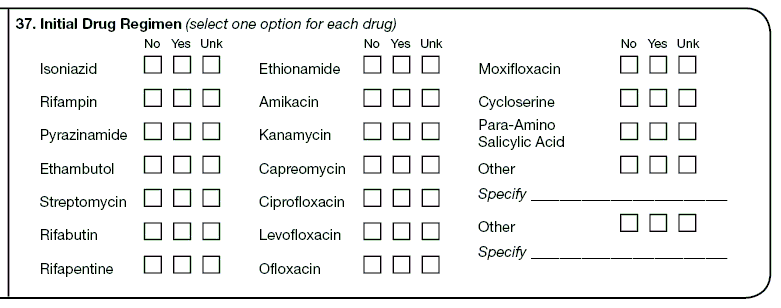 37. Initial Drug Regimen (select one option for each drug)
No Yes Unk No Yes Unk No Yes Unk
Isoniazid Ethionamide Moxifloxacin
Rifampin Amikacin Cycloserine
Pyrazinamide Kanamycin Para-Amino
Salicylic Acid
Ethambutol Capreomycin Other
Streptomycin Ciprofloxacin Specify
Rifabutin Levofloxacin Other
Rifapentine Ofloxacin Specify